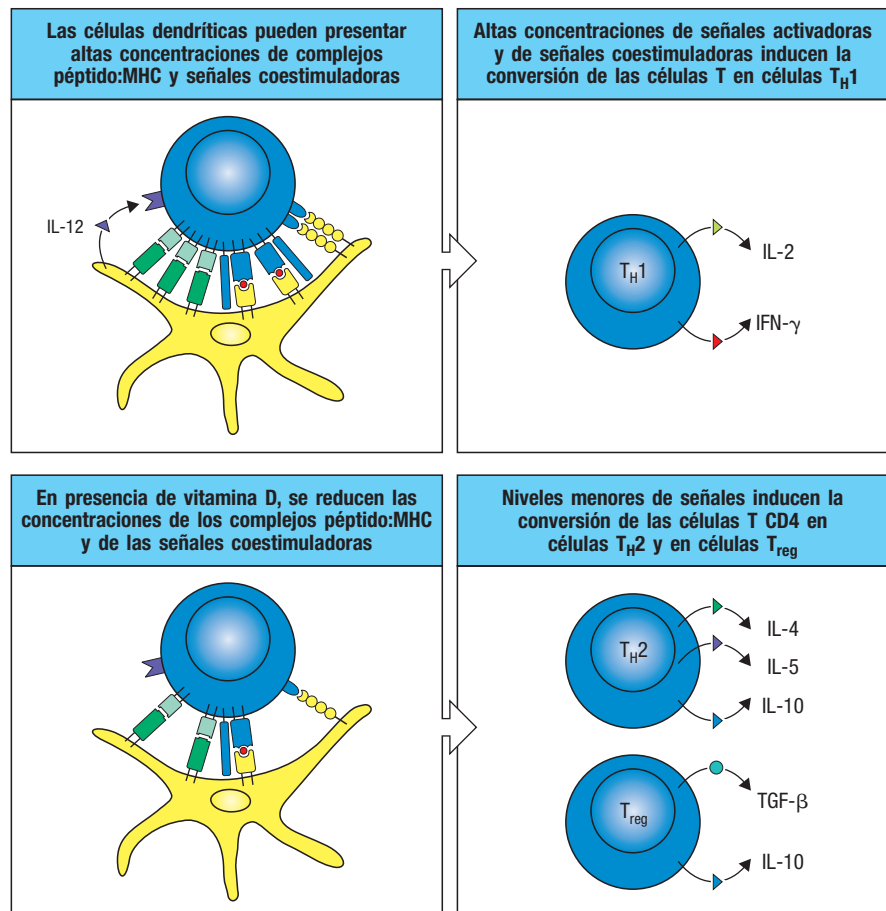 Las células dendríticas pueden presentar
altas concentraciones de complejos
péptido:MHC y señales coestimuladoras
Altas concentraciones de señales activadoras
y de señales coestimuladoras inducen la
conversión de las células T en células TH1
IL-12
TH1
IL-2
IFN-γ
En presencia de vitamina D, se reducen las
concentraciones de los complejos péptido:MHC
y de las señales coestimuladoras
Niveles menores de señales inducen la
conversión de las células T CD4 en
células TH2 y en células Treg
TH2
IL-4
IL-5
IL-10
Treg
TGF-β
IL-10